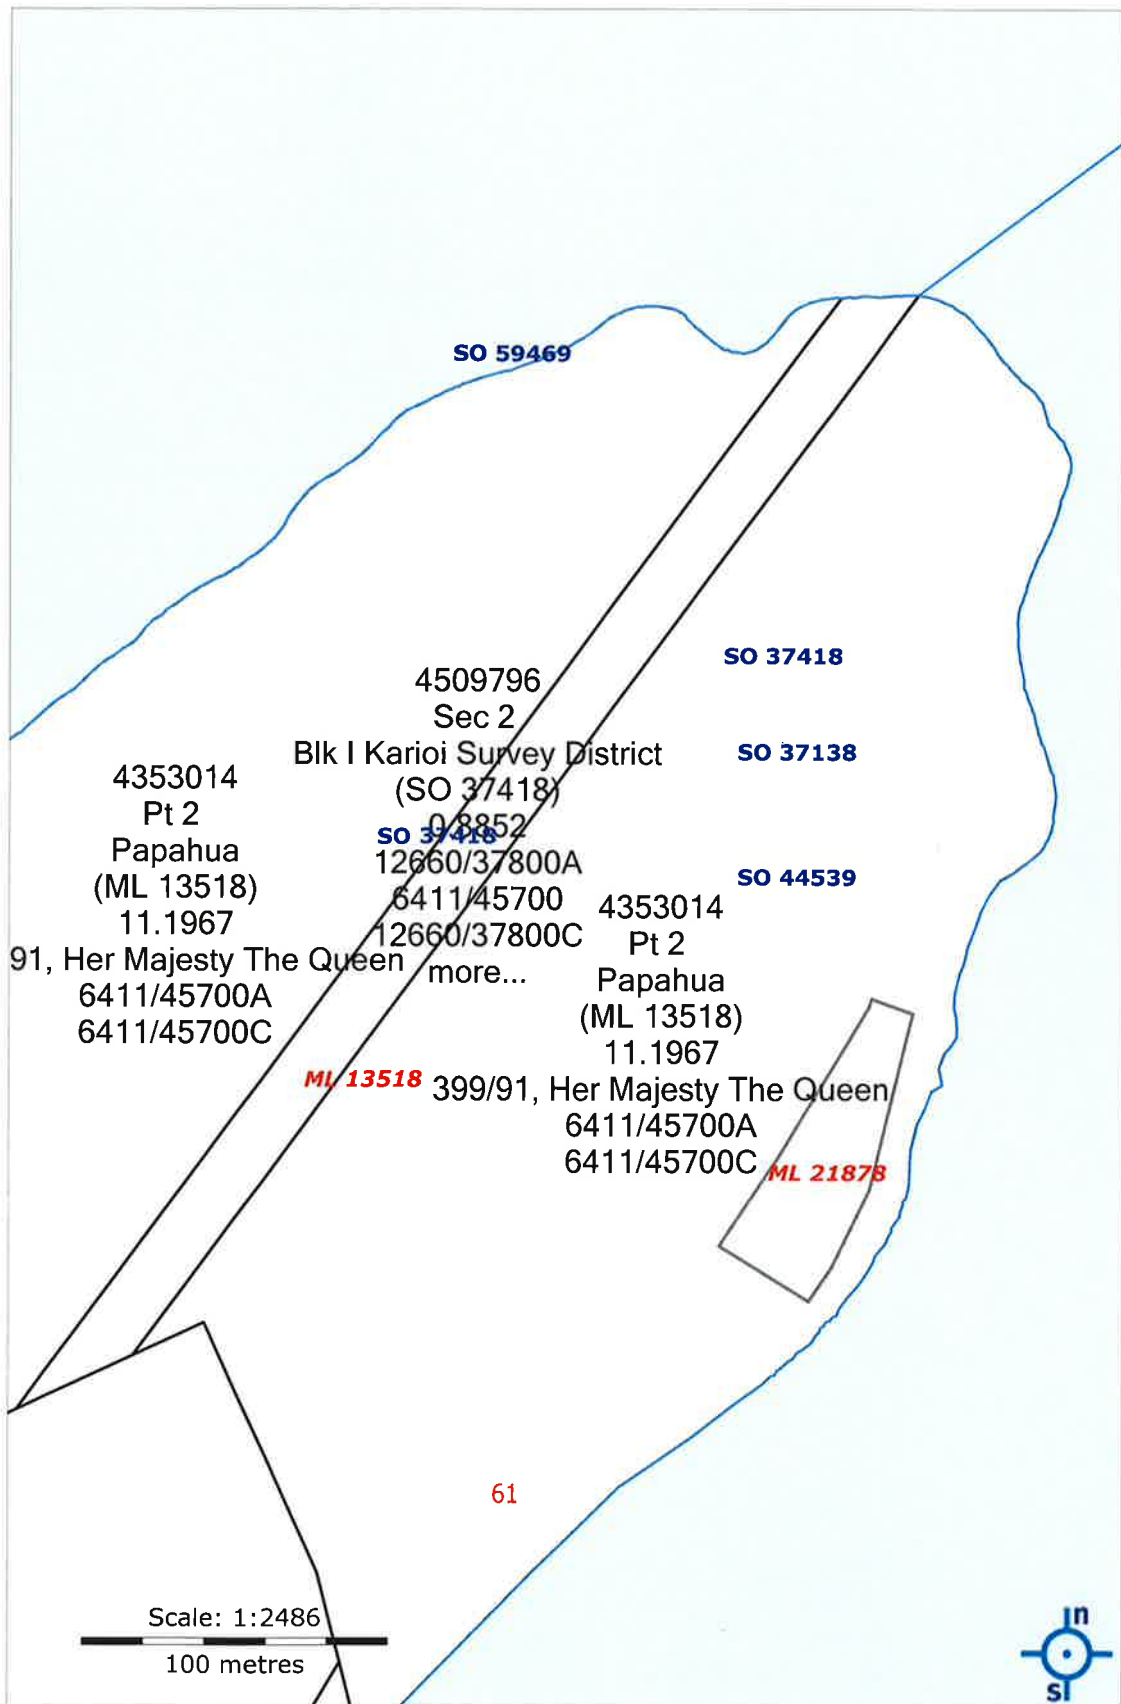 SO 59469
SO 37418
4509796
Sec 2
Blk I Karioi Survey District
(SO 37418)
0.8852
12660/37800A
6411/45700
12660/37800C
more...
SO 37138
4353014
Pt 2
Papahua
(ML 13518)
11.1967
91, Her Majesty The Queen
6411/45700A
6411/45700C
SO 37418
SO 44539
4353014
Pt 2
Papahua
(ML 13518)
11.1967
399/91, Her Majesty The Queen
6411/45700A
6411/45700C
ML 13518
ML 21878
61
Scale: 1:2486
100 metres
n
s